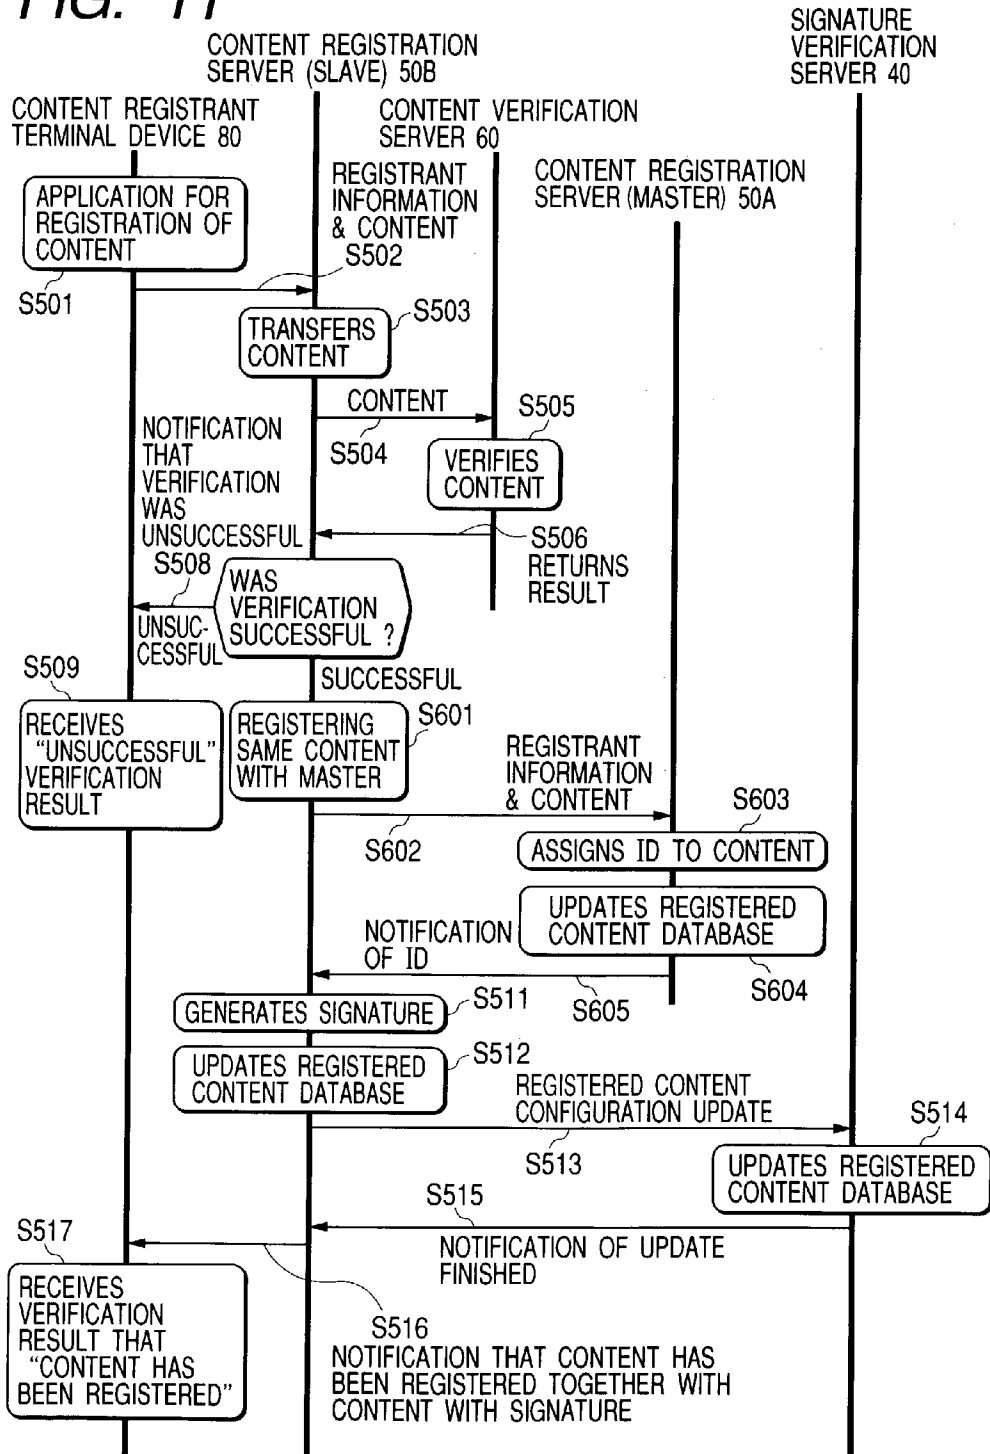 FIG. 11
SIGNATURE
VERIFICATION
SERVER 40
CONTENT REGISTRATION
SERVER (SLAVE) 50B
CONTENT REGISTRANT
TERMINAL DEVICE 80
CONTENT VERIFICATION
SERVER 60
CONTENT REGISTRATION
SERVER (MASTER) 50A
APPLICATION FOR
REGISTRATION OF
CONTENT
S501
REGISTRANT
INFORMATION
& CONTENT
S502
TRANSFERS
CONTENT
S503
CONTENT
S504
S505
VERIFIES
CONTENT
NOTIFICATION
THAT
VERIFICATION
WAS
UNSUCCESSFUL
S508
S506
RETURNS
RESULT
WAS
VERIFICATION
SUCCESSFUL ?
UNSUC-
CESSFUL
SUCCESSFUL
S509
RECEIVES
"UNSUCCESSFUL"
VERIFICATION
RESULT
REGISTERING
SAME CONTENT
WITH MASTER
S601
REGISTRANT
INFORMATION
& CONTENT
S602
S603
ASSIGNS ID TO CONTENT
UPDATES REGISTERED
CONTENT DATABASE
S604
NOTIFICATION
OF ID
S605
GENERATES SIGNATURE
S511
UPDATES REGISTERED
CONTENT DATABASE
S512
REGISTERED CONTENT
CONFIGURATION UPDATE
S513
S514
UPDATES REGISTERED
CONTENT DATABASE
S515
NOTIFICATION OF UPDATE
FINISHED
S517
RECEIVES
VERIFICATION
RESULT THAT
"CONTENT HAS
BEEN REGISTERED"
S516
NOTIFICATION THAT CONTENT HAS
BEEN REGISTERED TOGETHER WITH
CONTENT WITH SIGNATURE